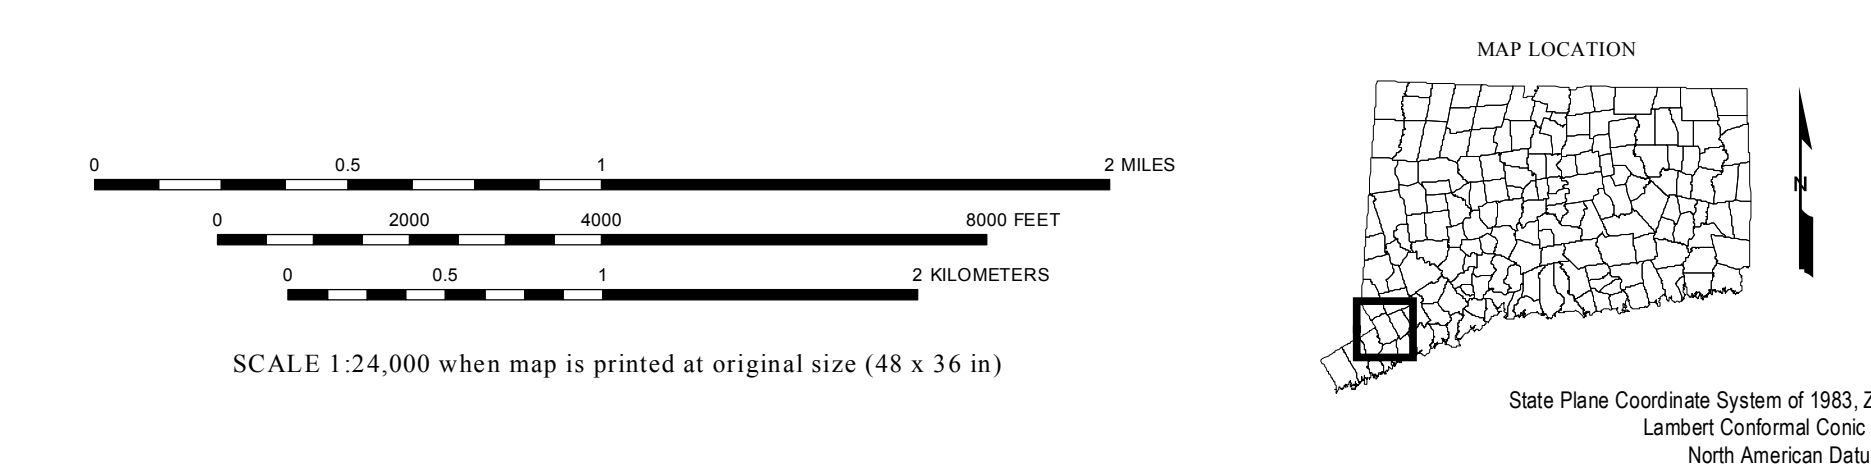 MAP LOCATION
0 0.5 1 2 MILES
0 2000 4000 8000 FEET
0 0.5 1 2 KILOMETERS
SCALE 1:24,000 when map is printed at original size (48 x 36 in)
N
State Plane Coordinate System of 1983, Z
Lambert Conformal Conic
North American Datu